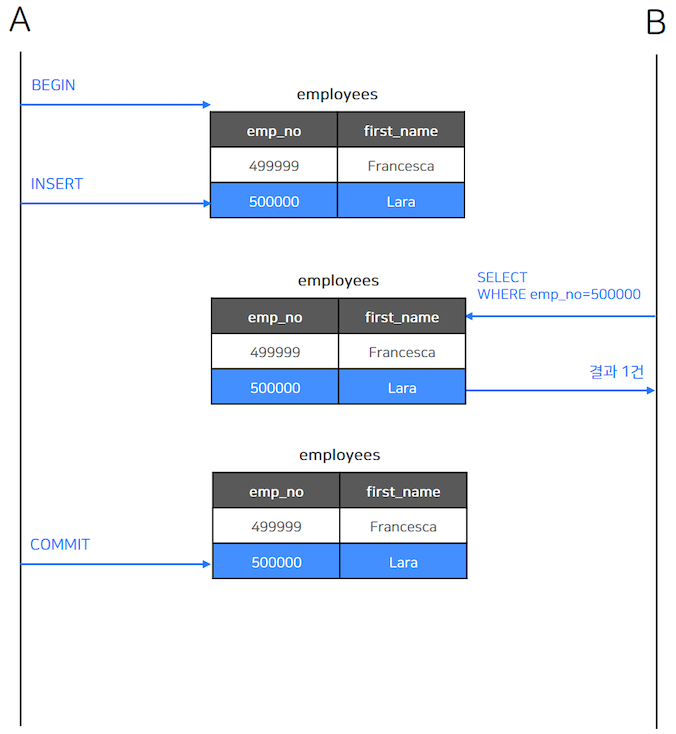 A
B
BEGIN
employees
emp_no first_name
499999 Francesca
INSERT
500000 Lara
employees
SELECT
WHERE emp_no=500000
emp_no first_name
499999 Francesca
결과 1건
500000 Lara
employees
emp_no first_name
499999 Francesca
COMMIT
500000 Lara